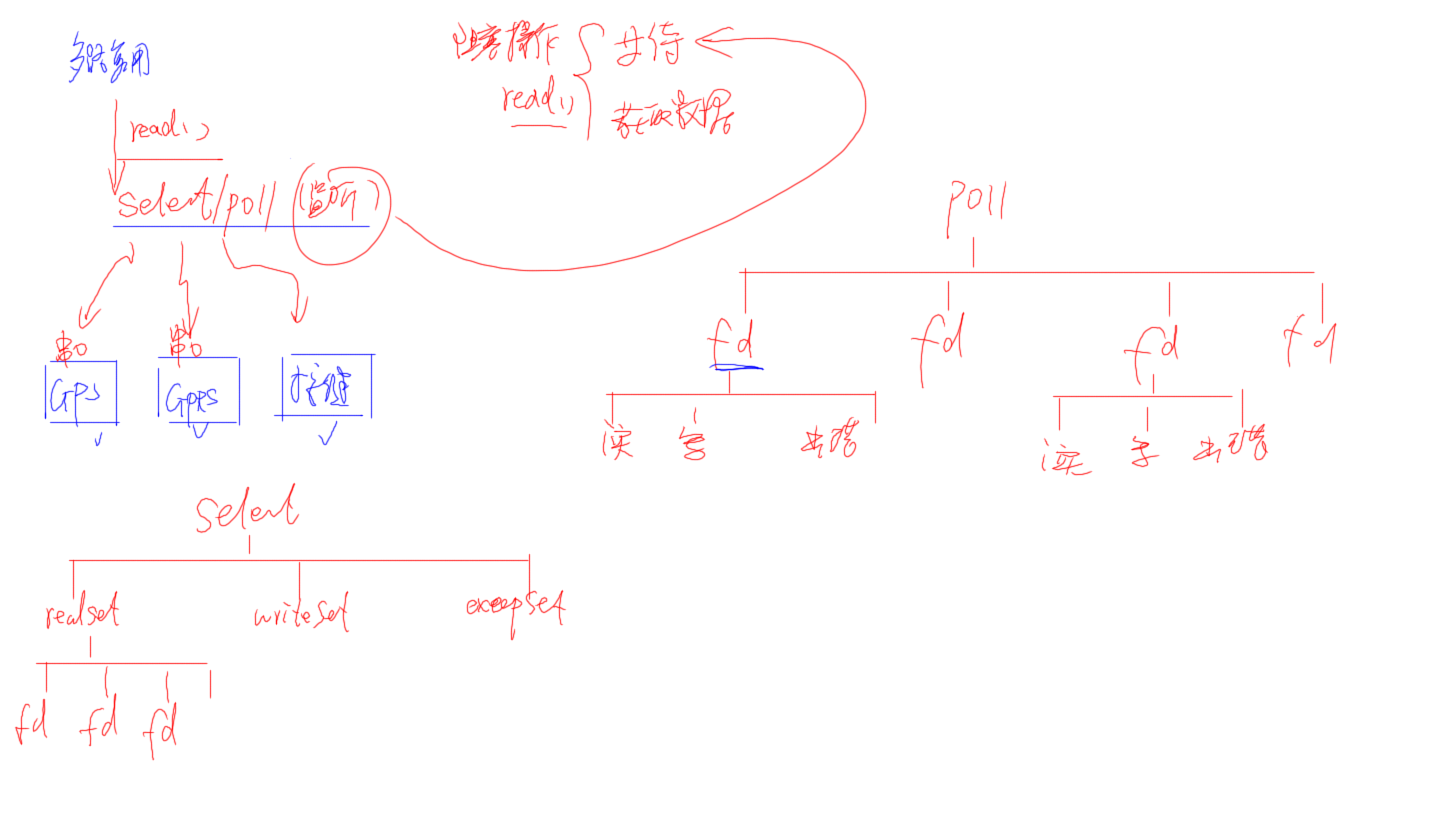 多路复用
read()
select/poll (监听)
串口 串口
GPS GPRS 按键
阻塞操作 等待
read() 获取数据
poll
fd fd fd fd
读 写 出错
读 写 出错
select
realset writeset excepset
fd fd fd